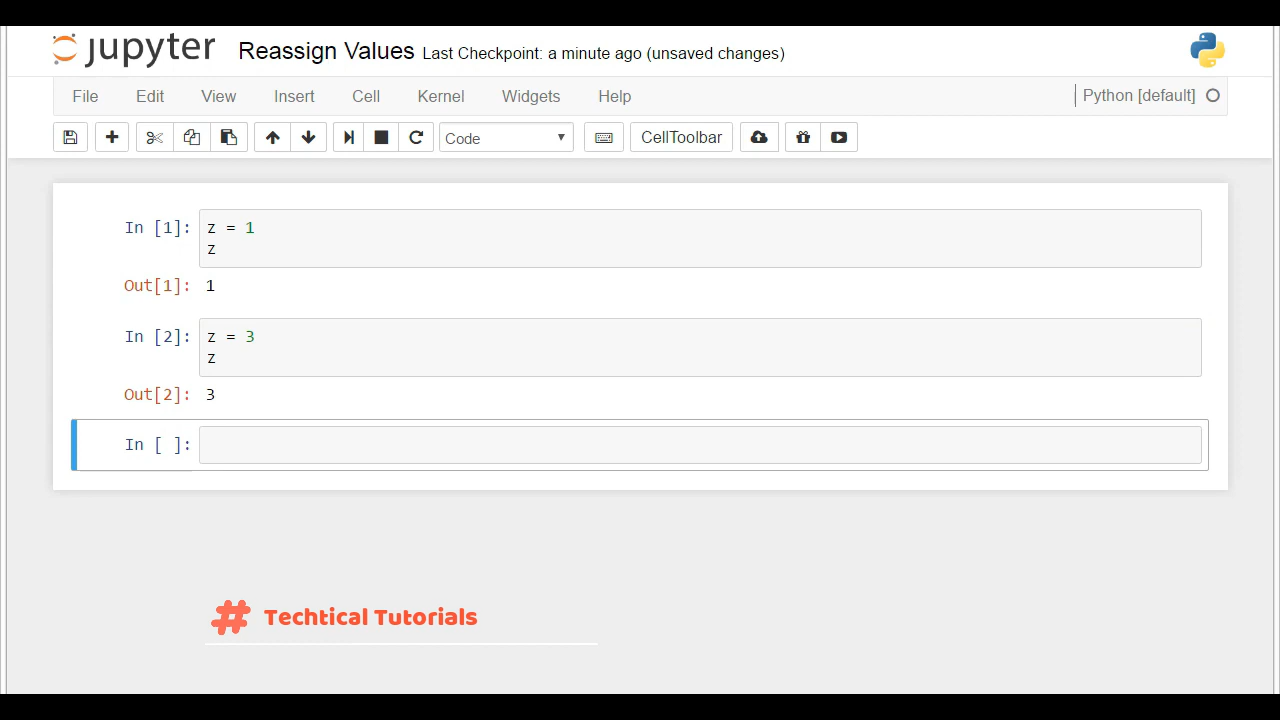 jupyter Reassign Values Last Checkpoint: a minute ago (unsaved changes)
File Edit View Insert Cell Kernel Widgets Help Python [default]
Code CellToolbar
In [1]: z = 1
z
Out[1]: 1
In [2]: z = 3
z
Out[2]: 3
In [ ]:
# Techtical Tutorials